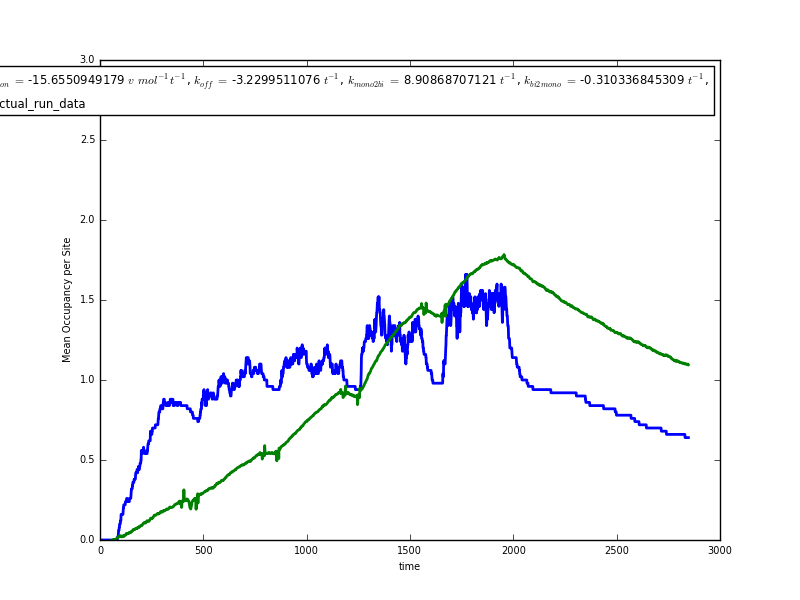 on = -15.6550949179 v mol⁻¹t⁻¹, k_off = -3.2299511076 t⁻¹, k_mono2bi = 8.90868707121 t⁻¹, k_bi2mono = -0.310336845309 t⁻¹,
ctual_run_data
3.0
2.5
2.0
1.5
1.0
0.5
0.0
Mean Occupancy per Site
0 500 1000 1500 2000 2500 3000
time